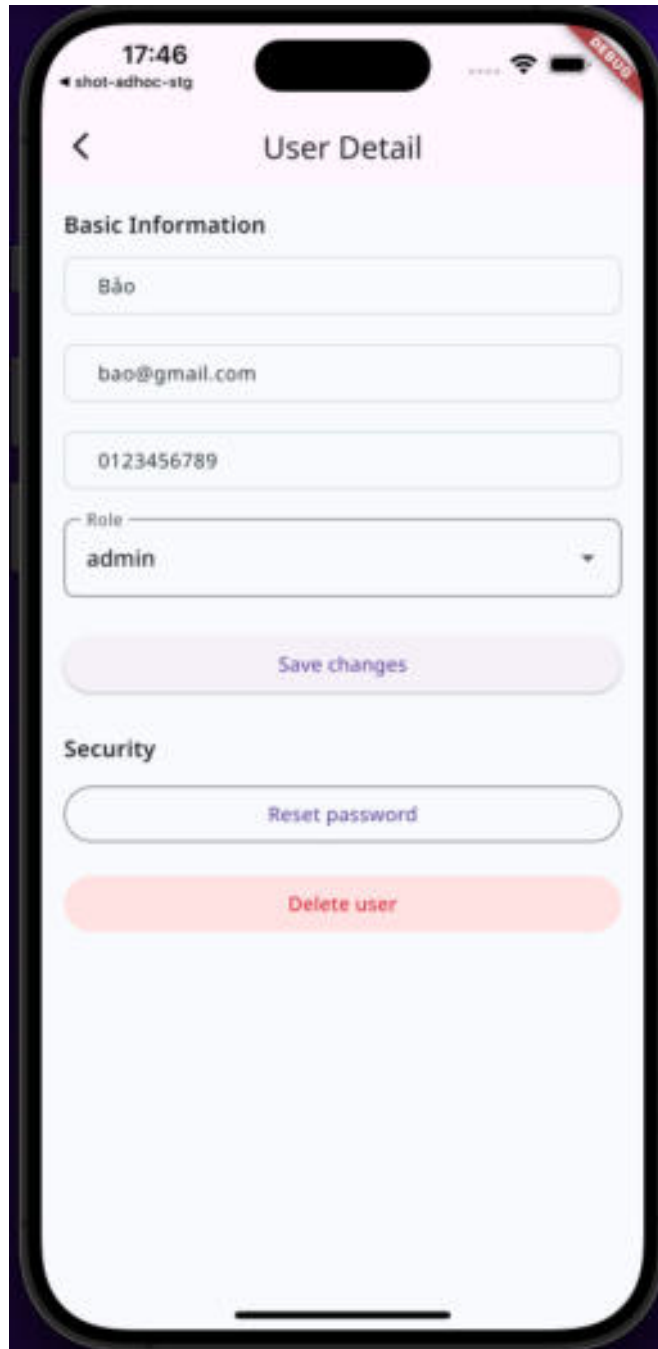 17:46
◀ shot-adhoc-stg
DEBUG
User Detail
Basic Information
Bảo
bao@gmail.com
0123456789
Role
admin
Save changes
Security
Reset password
Delete user